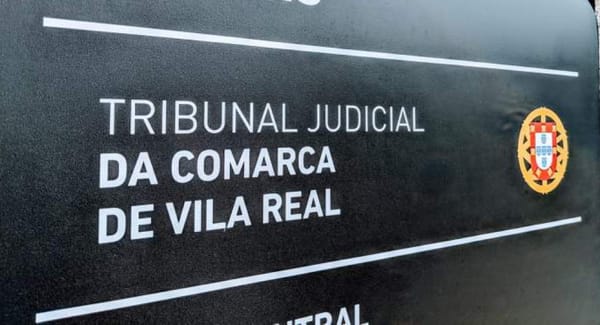 TRIBUNAL JUDICIAL
DA COMARCA
DE VILA REAL